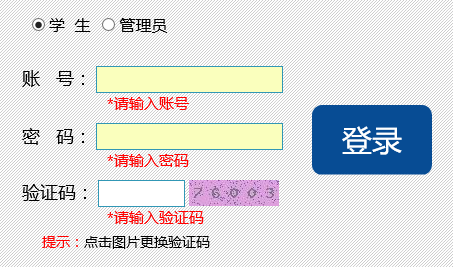 学 生 管理员
账 号：
*请输入账号
密 码：
*请输入密码
登录
验证码： 76003
*请输入验证码
提示：点击图片更换验证码